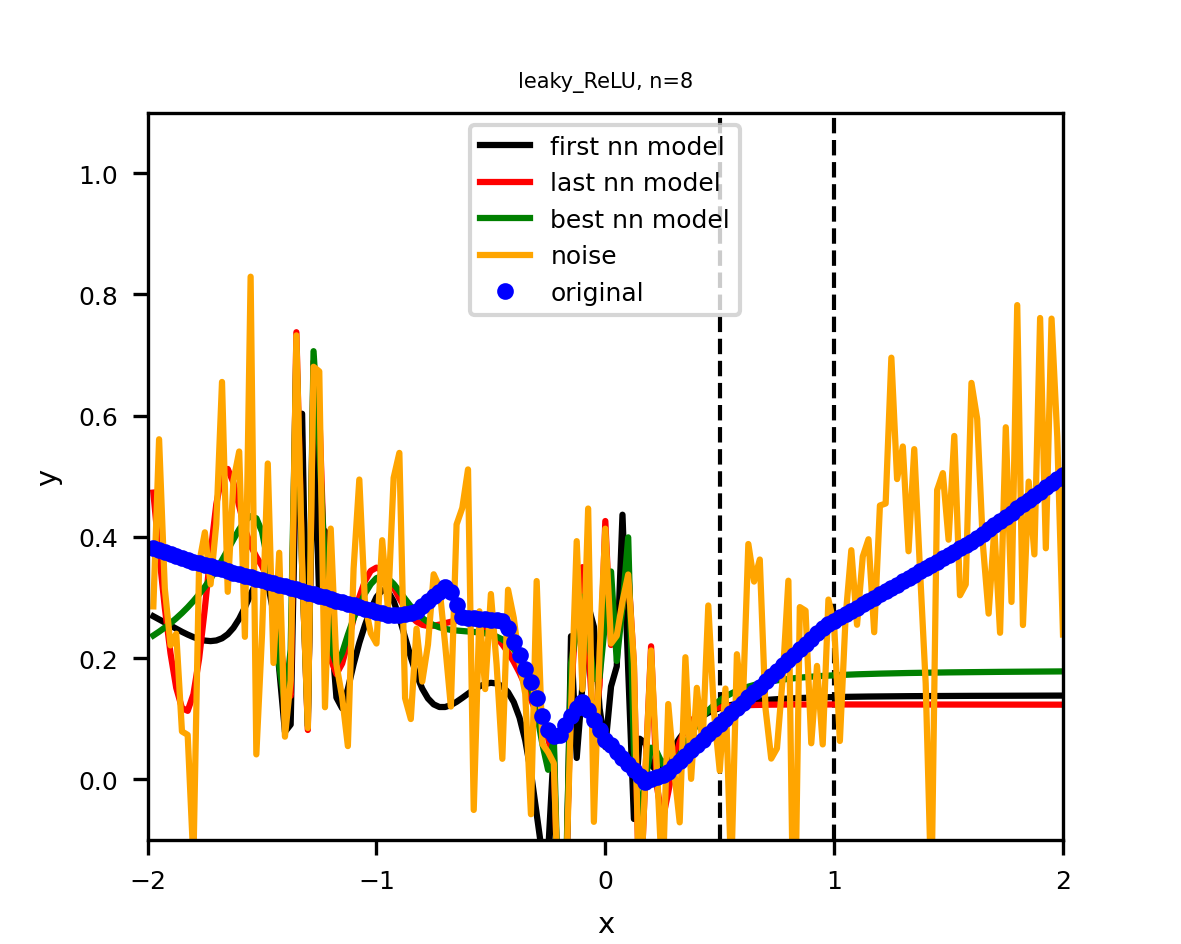 leaky_ReLU, n=8
first nn model
last nn model
best nn model
noise
original
1.0
0.8
0.6
0.4
0.2
0.0
y
−2 −1 0 1 2
x